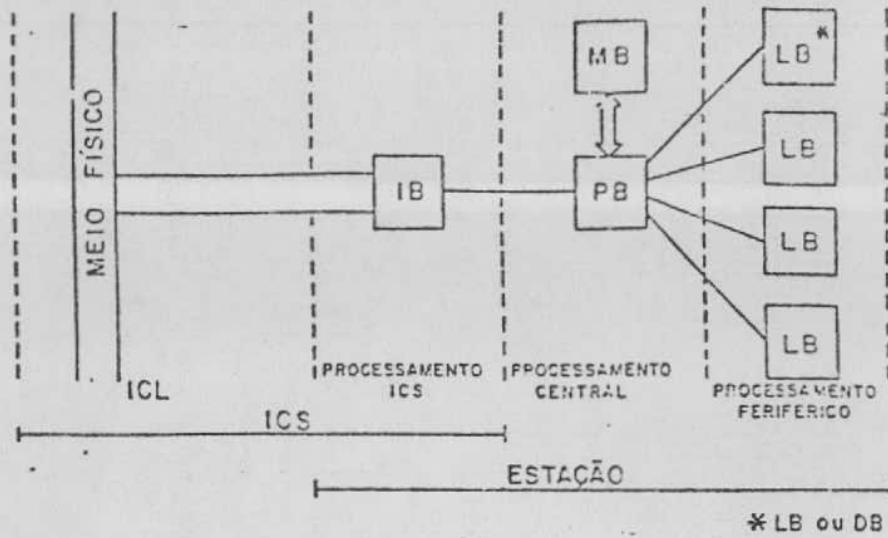 MEIO FÍSICO
MB
IB
PB
LB*
LB
LB
LB
ICL
PROCESSAMENTO
ICS
PROCESSAMENTO
CENTRAL
PROCESSAMENTO
FERIFERICO
ICS
ESTAÇÃO
* LB ou DB